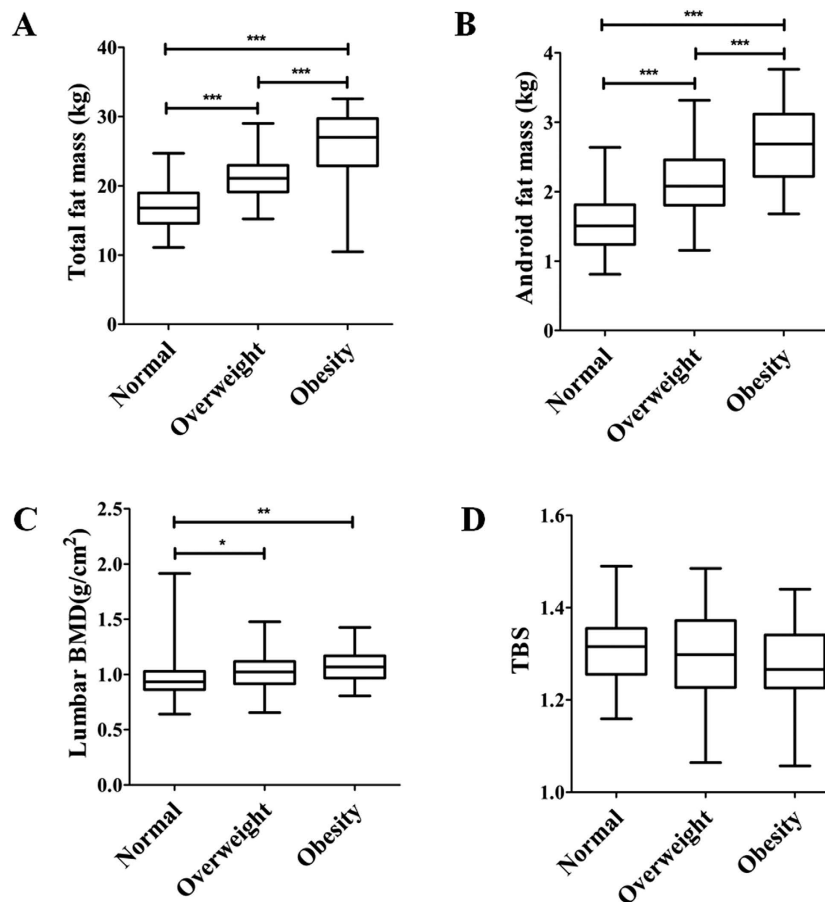 A
Total fat mass (kg)
40
30
20
10
0
***
***
***
Normal
Overweight
Obesity
B
Android fat mass (kg)
4
3
2
1
0
***
***
***
Normal
Overweight
Obesity
C
Lumbar BMD(g/cm²)
2.5
2.0
1.5
1.0
0.5
0.0
**
*
Normal
Overweight
Obesity
D
TBS
1.6
1.4
1.2
1.0
Normal
Overweight
Obesity